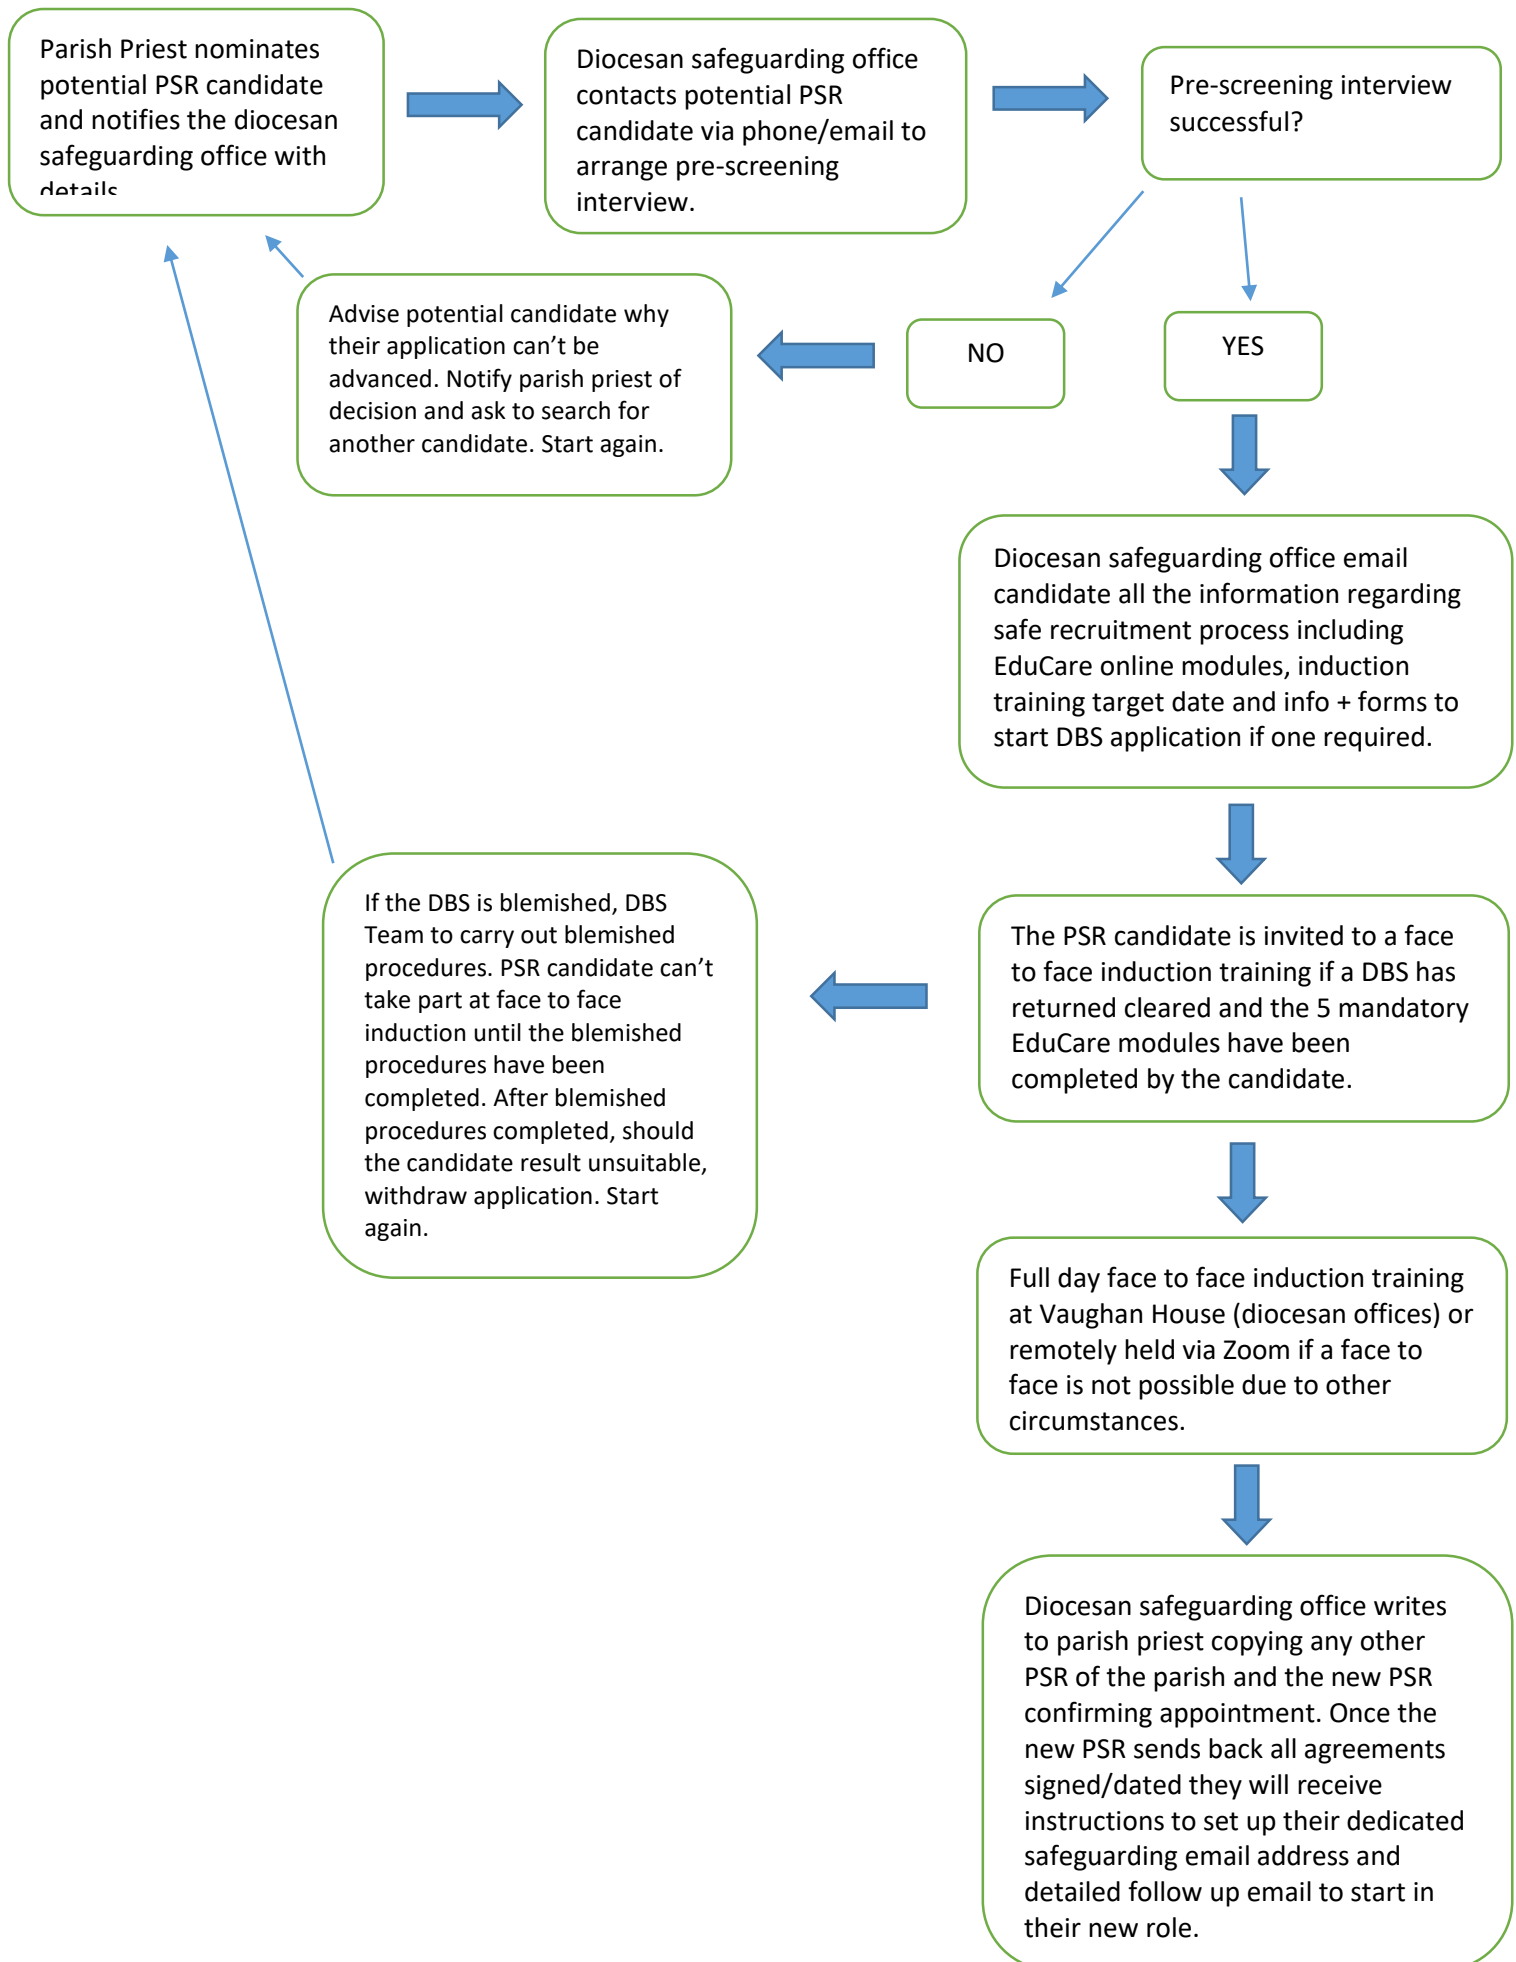 Parish Priest nominates
potential PSR candidate
and notifies the diocesan
safeguarding office with
details
Diocesan safeguarding office
contacts potential PSR
candidate via phone/email to
arrange pre-screening
interview.
Pre-screening interview
successful?
Advise potential candidate why
their application can’t be
advanced. Notify parish priest of
decision and ask to search for
another candidate. Start again.
NO
YES
Diocesan safeguarding office email
candidate all the information regarding
safe recruitment process including
EduCare online modules, induction
training target date and info + forms to
start DBS application if one required.
If the DBS is blemished, DBS
Team to carry out blemished
procedures. PSR candidate can’t
take part at face to face
induction until the blemished
procedures have been
completed. After blemished
procedures completed, should
the candidate result unsuitable,
withdraw application. Start
again.
The PSR candidate is invited to a face
to face induction training if a DBS has
returned cleared and the 5 mandatory
EduCare modules have been
completed by the candidate.
Full day face to face induction training
at Vaughan House (diocesan offices) or
remotely held via Zoom if a face to
face is not possible due to other
circumstances.
Diocesan safeguarding office writes
to parish priest copying any other
PSR of the parish and the new PSR
confirming appointment. Once the
new PSR sends back all agreements
signed/dated they will receive
instructions to set up their dedicated
safeguarding email address and
detailed follow up email to start in
their new role.